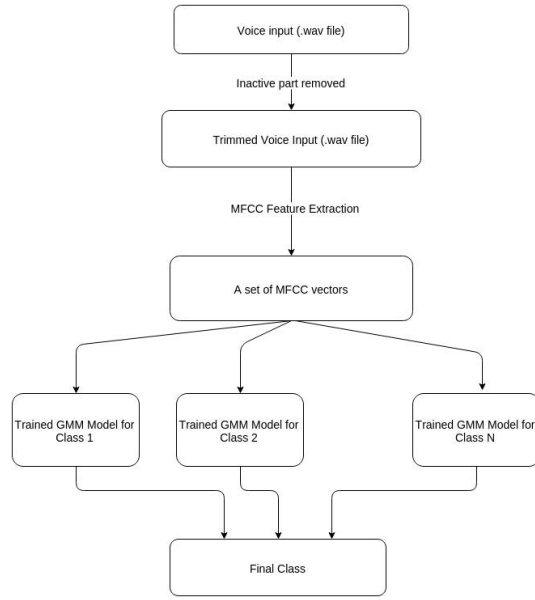 Voice input (.wav file)
Inactive part removed
Trimmed Voice Input (.wav file)
MFCC Feature Extraction
A set of MFCC vectors
Trained GMM Model for
Class 1
Trained GMM Model for
Class 2
Trained GMM Model for
Class N
Final Class